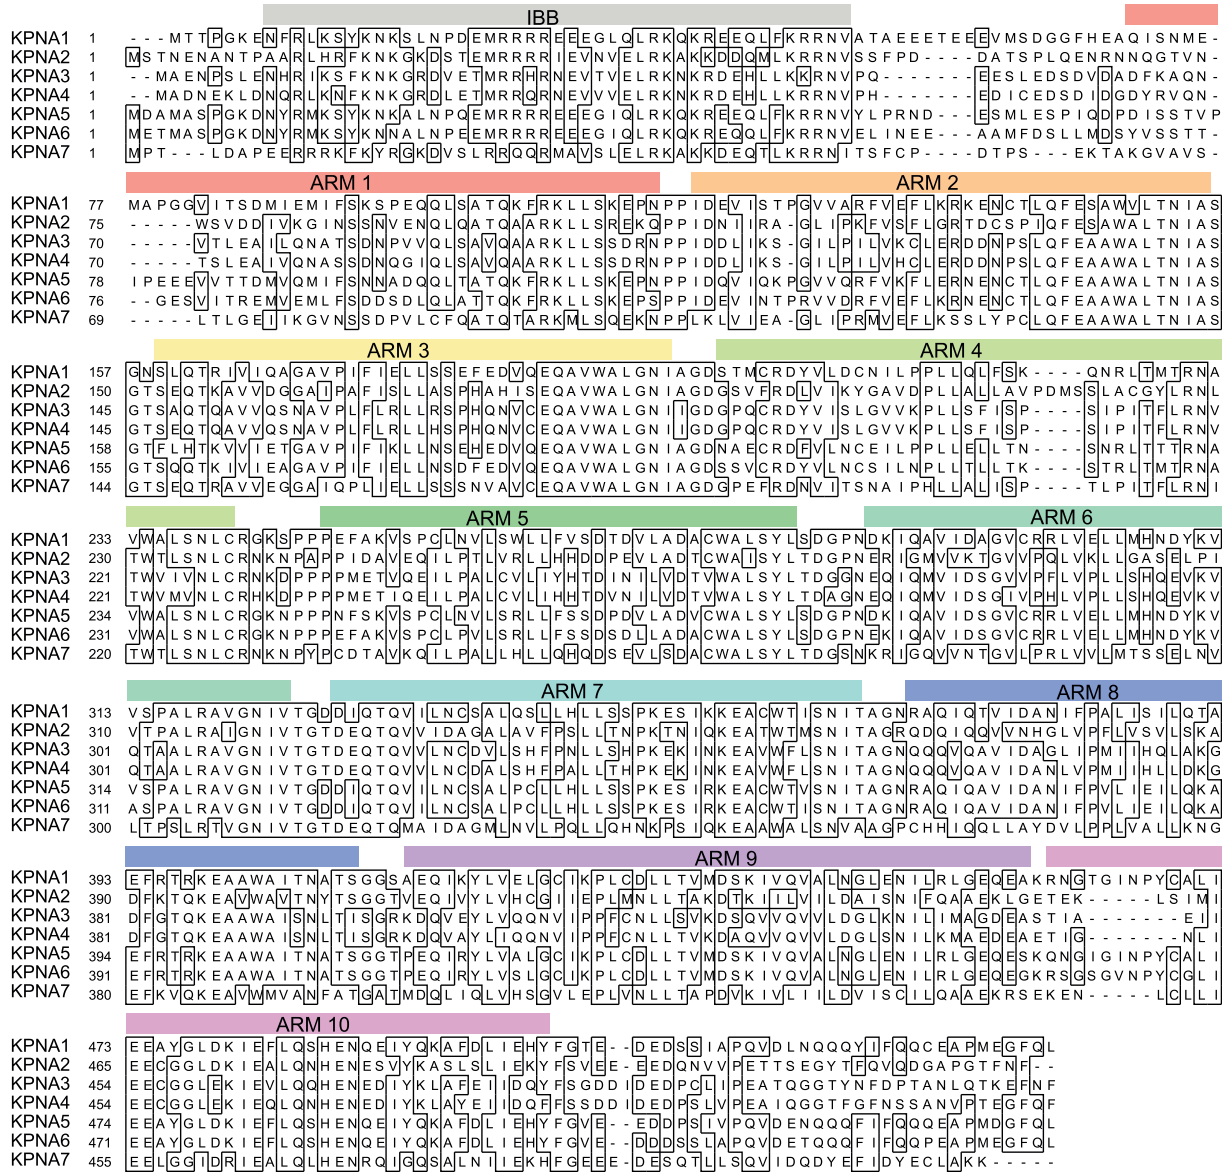 IBB
KPNA1 1 ---MTTPGKENFRLKSYKNKSLNPDEMRRRREEEGLQLRKQKREEQLFKRRNVATAEEETEEEVMSDGGFHEAQISNME-
KPNA2 1 MSTNENANTPAARLHRFKNKGKDSTEMRRRRIEVNVELRKAKKDDQMLKRRNVSSFPD----DATSPLQENRNNQGTVN-
KPNA3 1 --MAENPSLENHRIKSFKNKGRDVETMRRHRNEVTVELRKNKRDEHLLKKRNVPQ-------EESLEDSDVDADFKAQN-
KPNA4 1 --MADNEKLDNQRLKNFKNKGRDLETMRRQRNEVVVELRKNKRDEHLLKRRNVPH-------EDICEDSDIDGDYRVQN-
KPNA5 1 MDAMASPGKDNYRMKSYKNKALNPQEMRRRREEEGIQLRKQKREEQLFKRRNVYLPRND---ESMLESPIQDPDISSTVP
KPNA6 1 METMASPGKDNYRMKSYKNNALNPEEMRRRREEEGIQLRKQKREQQLFKRRNVELINEE---AAMFDSLLMDSYVSSTT-
KPNA7 1 MPT---LDAPEERRRKFKYRGKDVSLRRQQRMAVSLELRKAKKDEQTLKRRNITSFCP----DTPS--EKTAKGVAVS-
ARM 1 ARM 2
KPNA1 77 MAPGGVITSDMIEMIFSKSPEQQLSATQKFRKLLSKEPNPPIDEVISTPGVVARFVEFLKRKENCTLQFESAWVLTNIAS
KPNA2 75 -----WSVDDIVKGINSSNVENQLQATQAARKLLSREKQPPIDNIIRA-GLIPKFVSFLGRTDCSPIQFESAWALTNIAS
KPNA3 70 -----VTLEAILQNATSDNPVVQLSAVQAARKLLSSDRNPPIDDLIKS-GILPILVKCLERDDNPSLQFEAAWALTNIAS
KPNA4 70 -----TSLEAIVQNASSDNQGIQLSAVQAARKLLSSDRNPPIDDLIKS-GILPILVHCLERDDNPSLQFEAAWALTNIAS
KPNA5 78 IPEEEVVTTDMVQMIFSNNADQQLTATQKFRKLLSKEPNPPIDQVIQKPGVVQRFVKFLERNENCTLQFEAAWALTNIAS
KPNA6 76 --GESVITREMVEMLFSDDSDLQLATTQKFRKLLSKEPSPPIDEVINTPRVVDRFVEFLKRNENCTLQFEAAWALTNIAS
KPNA7 69 -----LTLGEIIKGVNSSDPVLCFQATQTARKMLSQEKNPPLKLVIEA-GLIPRMVEFLKSSLYPCLQFEAAWALTNIAS
ARM 3 ARM 4
KPNA1 157 GNSLQTRIVIQAGAVPIFIELLSSEFEDVQEQAVWALGNIAGDSTMCRDYVLDCNILPPLLQLFSK----QNRLTMTRNA
KPNA2 150 GTSEQTKAVVDGGAIPAFISLLASPHAHISEQAVWALGNIAGDGSVFRDLVIKYGAVDPLLALLAVPDMSSLACGYLRNL
KPNA3 145 GTSAQTQAVVQSNAVPLFLRLLRSPHQNVCEQAVWALGNIIGDGPQCRDYVISLGVVKPLLSFISP----SIPITFLRNV
KPNA4 145 GTSEQTQAVVQSNAVPLFLRLLHSPHQNVCEQAVWALGNIIGDGPQCRDYVISLGVVKPLLSFISP----SIPITFLRNV
KPNA5 158 GTFLHTKVVIETGAVPIFIKLLNSEHEDVQEQAVWALGNIAGDNAECRDFVLNCEILPPLLELLTN----SNRLTTTRNA
KPNA6 155 GTSQQTKIVIEAGAVPIFIELLNSDFEDVQEQAVWALGNIAGDSSVCRDYVLNCSILNPLLTLLTK----STRLTMTRNA
KPNA7 144 GTSEQTRAVVEGGAIQPLIELLSSSNVAVCEQAVWALGNIAGDGPEFRDNVITSNAIPHLLALISP----TLPITFLRNI
ARM 5 ARM 6
KPNA1 233 VWALSNLCRGKSPPPEFAKVSPCLNVLSWLLFVSDTDVLADACWALSYLSDGPNDKIQAVIDAGVCRRLVELLMHNDYKV
KPNA2 230 TWTLSNLCRNKNPAPPIDAVEQILPTLVRLLHHDDPEVLADTCWAISYLTDGPNERIGMVVKTGVVPQLVKLLGASELPI
KPNA3 221 TWVIVNLCRNKDPPPPMETVQEILPALCVLIYHTDINILVDTVWALSYLTDGGNEQIQMVIDSGVVPFLVPLLSHQEVKV
KPNA4 221 TWVMVNLCRHKDPPPPMETIQEILPALCVLIHHTDVNILVDTVWALSYLTDAGNEQIQMVIDSGIVPHLVPLLSHQEVKV
KPNA5 234 VWALSNLCRGKNPPPNFSKVSPCLNVLSRLLFSSDPDVLADVCWALSYLSDGPNDKIQAVIDSGVCRRLVELLMHNDYKV
KPNA6 231 VWALSNLCRGKNPPPEFAKVSPCLPVLSRLLFSSDSDLLADACWALSYLSDGPNEKIQAVIDSGVCRRLVELLMHNDYKV
KPNA7 220 TWTLSNLCRNKNPYPCDTAVKQILPALLHLLQHQDSEVLSDACWALSYLTDGSNKRIGQVVNTGVLPRLVVLMTSSELNV
ARM 7 ARM 8
KPNA1 313 VSPALRAVGNIVTGDDIQTQVILNCSALQSLLHLLSSPKESIKKEACWTISNITAGNRAQIQTVIDANIFPALISILQTA
KPNA2 310 VTPALRAIGNIVTGTDEQTQVVIDAGALAVFPSLLTNPKTNIQKEATWTMSNITAGRQDQIQQVVNHGLVPFLVSVLSKA
KPNA3 301 QTAALRAVGNIVTGTDEQTQVVLNCDVLSHFPNLLSHPKEKINKEAVWFLSNITAGNQQQVQAVIDAGLIPMIIHQLAKG
KPNA4 301 QTAALRAVGNIVTGTDEQTQVVLNCDALSHFPALLTHPKEKINKEAVWFLSNITAGNQQQVQAVIDANLVPMIIHLLDKG
KPNA5 314 VSPALRAVGNIVTGDDIQTQVILNCSALPCLLHLLSSPKESIRKEACWTVSNITAGNRAQIQAVIDANIFPVLIEILQKA
KPNA6 311 ASPALRAVGNIVTGDDIQTQVILNCSALPCLLHLLSSPKESIRKEACWTISNITAGNRAQIQAVIDANIFPVLIEILQKA
KPNA7 300 LTPSLRTVGNIVTGTDEQTQMAIDAGMLNVLPQLLQHNKPSIQKEAAWALSNVAAGPCHHIQQLLAYDVLPPLVALLKNG
ARM 9
KPNA1 393 EFRTRKEAAWAITNATSGGSAEQIKYLVELGCIKPLCDLLTVMDSKIVQVALNGLENILRLGEQEAKRNGTGINPYCALI
KPNA2 390 DFKTQKEAVWAVTNYTSGGTVEQIVYLVHCGIIEPLMNLLTAKDTKIILVILDAISNIFQAAEKLGETEK------LSIMI
KPNA3 381 DFGTQKEAAWAISNLTISGRKDQVEYLVQQNVIPPFCNLLSVKDSQVVQVVLDGLKNILIMAGDEASTIA-------EII
KPNA4 381 DFGTQKEAAWAISNLTISGRKDQVAYLIQQNVIPPFCNLLTVKDAQVVQVVLDGLSNILKMAEDEAETIG-------NLI
KPNA5 394 EFRTRKEAAWAITNATSGGTPEQIRYLVALGCIKPLCDLLTVMDSKIVQVALNGLENILRLGEQESKQNGIGINPYCALI
KPNA6 391 EFRTRKEAAWAITNATSGGTPEQIRYLVSLGCIKPLCDLLTVMDSKIVQVALNGLENILRLGEQEGKRSGSGVNPYCGLI
KPNA7 380 EFKVQKEAVWMVANFATGATMDQLIQLVHSGVLEPLVNLLTAPDVKIVLIILDVISCILQAAEKRSEKEN------LCLLI
ARM 10
KPNA1 473 EEAYGLDKIEFLQSHENQEIYQKAFDLIEHYFGTE--DEDSSIAPQVDLNQQQYIFQQCEAPMEGFQL
KPNA2 465 EECGGLDKIEALQNHENESVYKASLSLIEKYFSVEE-EEDQNVVPETTSEGYTFQVQDGAPGTFNF--
KPNA3 454 EECGGLEKIEVLQQHENEDIYKLAFEIIDQYFSGDDIDEDPCLIPEATQGGTYNFDPTANLQTKEFNF
KPNA4 454 EECGGLEKIEQLQNHENEDIYKLAYEIIDQFFSSDDIDEDPSLVPEAIQGGTFGFNSSANVPTEGFQF
KPNA5 474 EEAYGLDKIEFLQSHENQEIYQKAFDLIEHYFGVE--EDDPSIVPQVDENQQQFIFQQQEAPMDGFQL
KPNA6 471 EEAYGLDKIEFLQSHENQEIYQKAFDLIEHYFGVE--DDDSSLAPQVDETQQQFIFQQPEAPMEGFQL
KPNA7 455 EELGGIDRIEALQLHENRQIGQSALNIIEKHFGEEE-DESQTLLSQVIDQDYEFIDYECLAKK-----